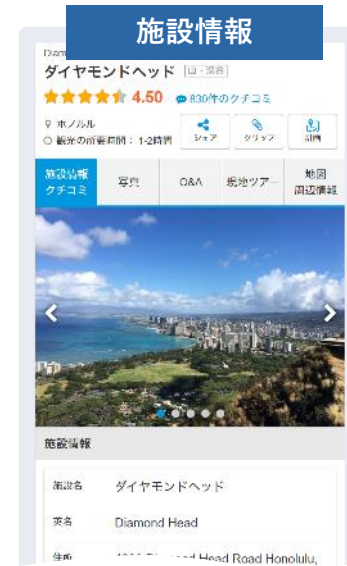 施設情報
ダイヤモンドヘッド 山・渓谷
4.50 830件のクチコミ
ホノルル
観光の所要時間: 1-2時間
シェア クリップ 計画
施設情報 クチコミ 写真 Q&A 現地ツアー 地図 周辺情報
施設情報
施設名 ダイヤモンドヘッド
英名 Diamond Head
住所 Head Road Honolulu,